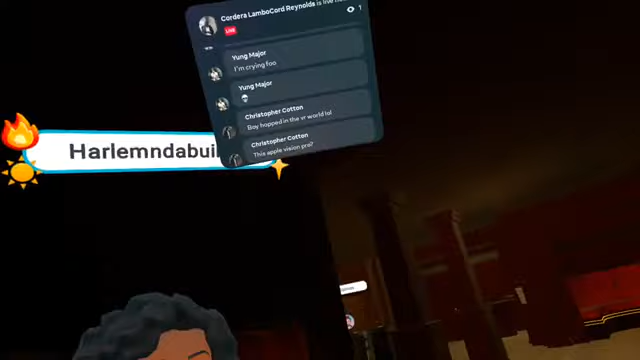 Cordera LamboCord Reynolds is live
LIVE
1
Yung Major
I'm crying foo
Yung Major
💀
Christopher Cotton
Boy hopped in the vr world lol
Christopher Cotton
This apple vision pro?
Harlemndabui